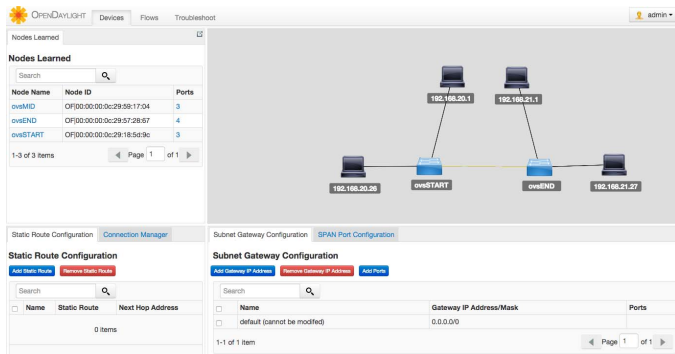 OPENDAYLIGHT Devices Flows Troubleshoot admin
Nodes Learned
Nodes Learned
Search
Node Name Node ID Ports
ovsMID OF|00:00:00:0c:29:59:17:04 3
ovsEND OF|00:00:00:0c:29:57:28:67 4
ovsSTART OF|00:00:00:0c:29:18:5d:9c 3
1-3 of 3 items Page 1 of 1
192.168.20.1 192.168.21.1
192.168.20.26 ovsSTART ovsEND 192.168.21.27
Static Route Configuration Connection Manager
Static Route Configuration
Add Static Route Remove Static Route
Search
Name Static Route Next Hop Address
0 items
Subnet Gateway Configuration SPAN Port Configuration
Subnet Gateway Configuration
Add Gateway IP Address Remove Gateway IP Address Add Ports
Search
Name Gateway IP Address/Mask Ports
default (cannot be modifed) 0.0.0.0/0
1-1 of 1 item Page 1 of 1